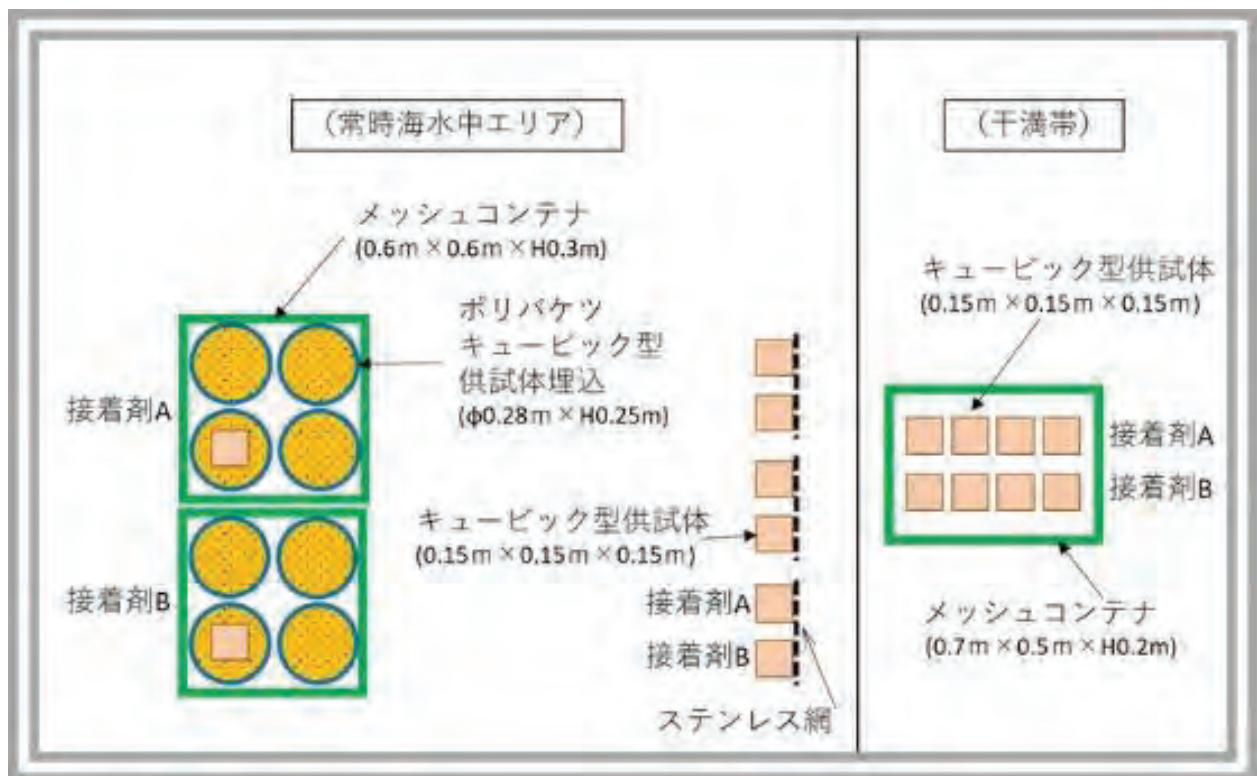 (常時海水中エリア)
メッシュコンテナ
(0.6m×0.6m×H0.3m)
ポリバケツ
キュービック型
供試体埋込
(φ0.28m×H0.25m)
接着剤A
接着剤B
キュービック型供試体
(0.15m×0.15m×0.15m)
接着剤A
接着剤B
ステンレス網
(干満帯)
キュービック型供試体
(0.15m×0.15m×0.15m)
接着剤A
接着剤B
メッシュコンテナ
(0.7m×0.5m×H0.2m)